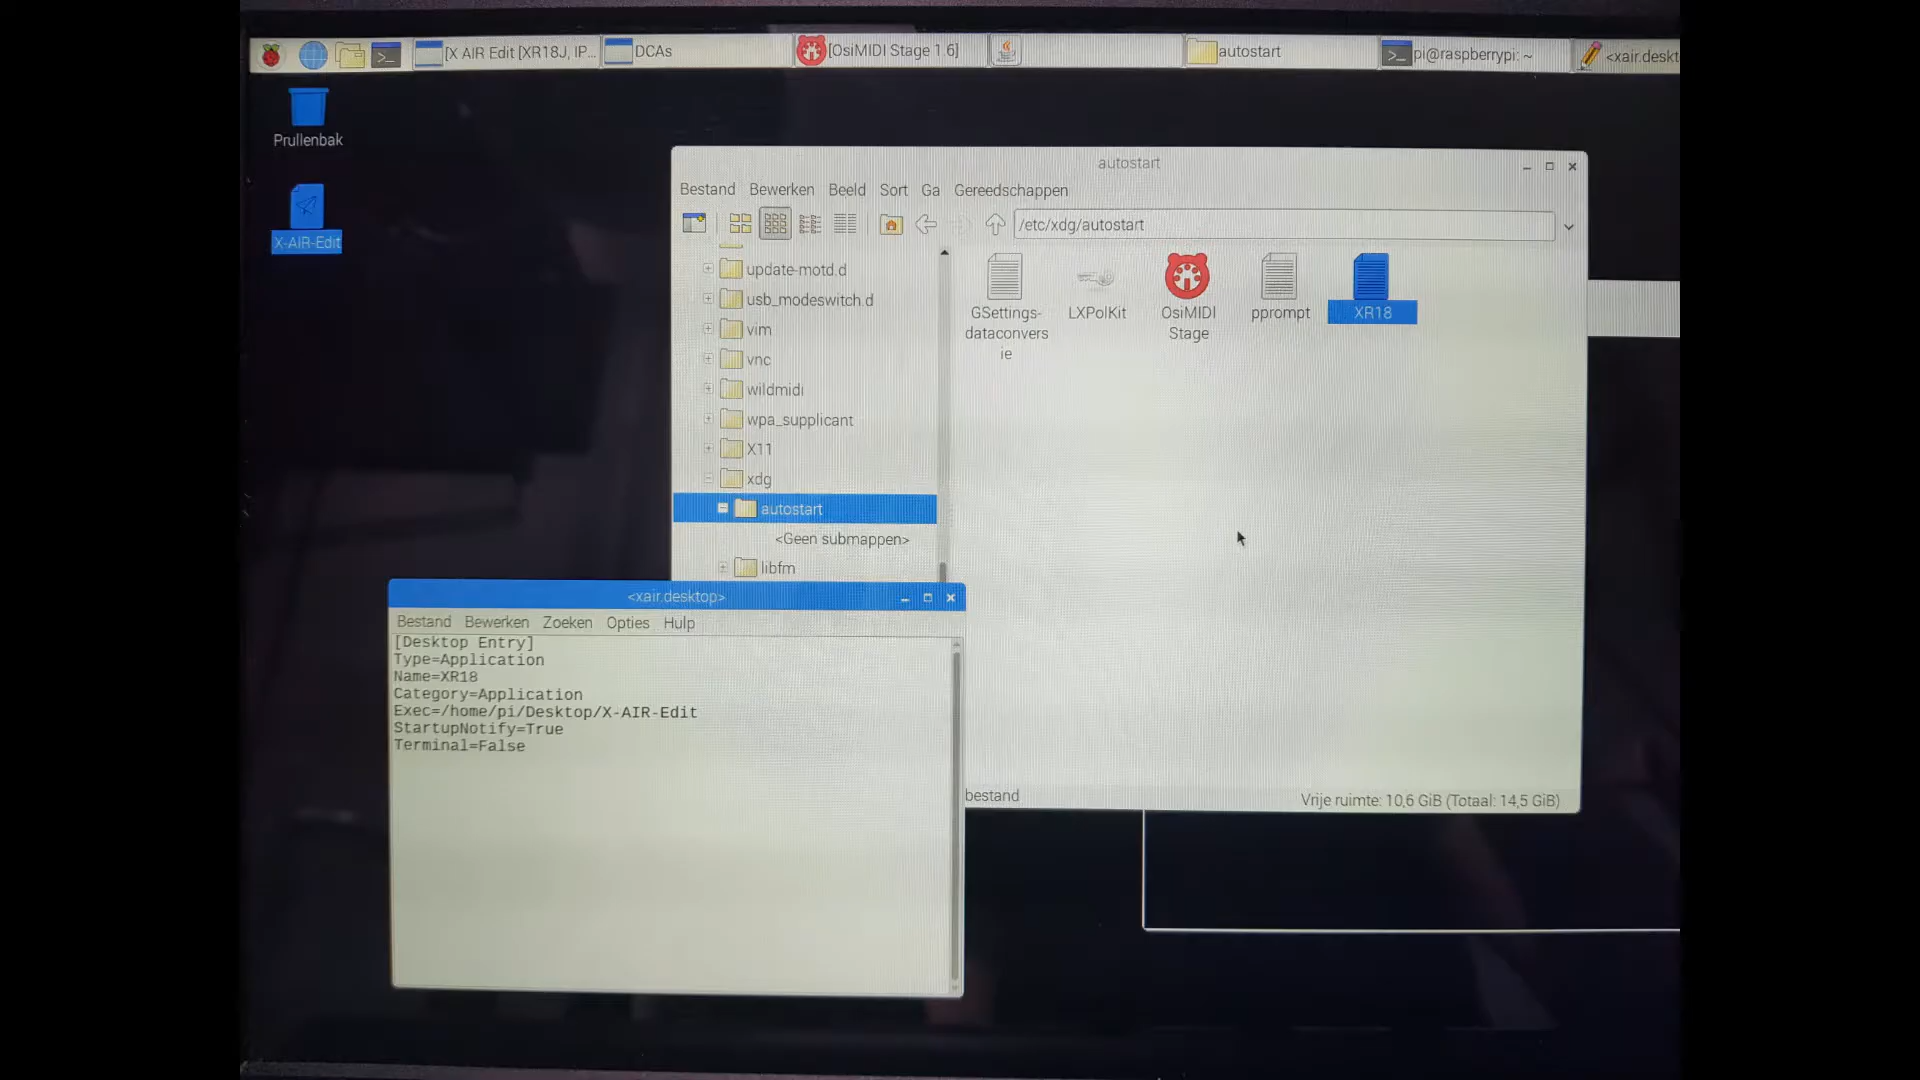 [X AIR Edit [XR18J, IP...
DCAs
[OsiMIDI Stage 1.6]
autostart
pi@raspberrypi: ~
<xair.deskt
Prullenbak
X-AIR-Edit
autostart
Bestand Bewerken Beeld Sort Ga Gereedschappen
/etc/xdg/autostart
update-motd.d
usb_modeswitch.d
vim
vnc
wildmidi
wpa_supplicant
X11
xdg
autostart
<Geen submappen>
libfm
GSettings-
dataconvers
ie
LXPolKit
OsiMIDI
Stage
pprompt
XR18
bestand
Vrije ruimte: 10,6 GiB (Totaal: 14,5 GiB)
<xair.desktop>
Bestand Bewerken Zoeken Opties Hulp
[Desktop Entry]
Type=Application
Name=XR18
Category=Application
Exec=/home/pi/Desktop/X-AIR-Edit
StartupNotify=True
Terminal=False